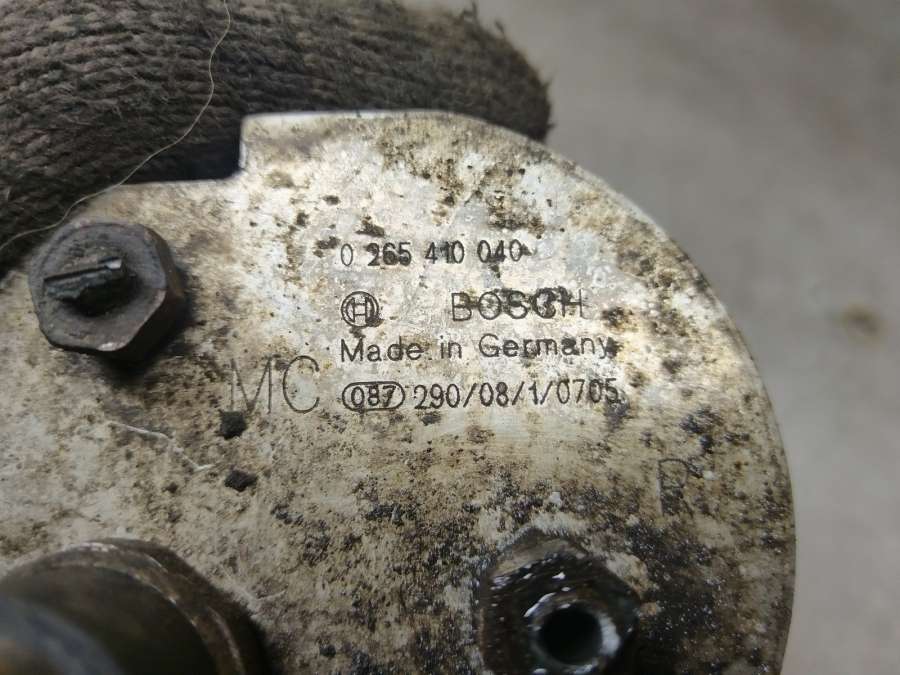 0 265 410 040
BOSCH
Made in Germany
MC
087 290/08/1/0705
R